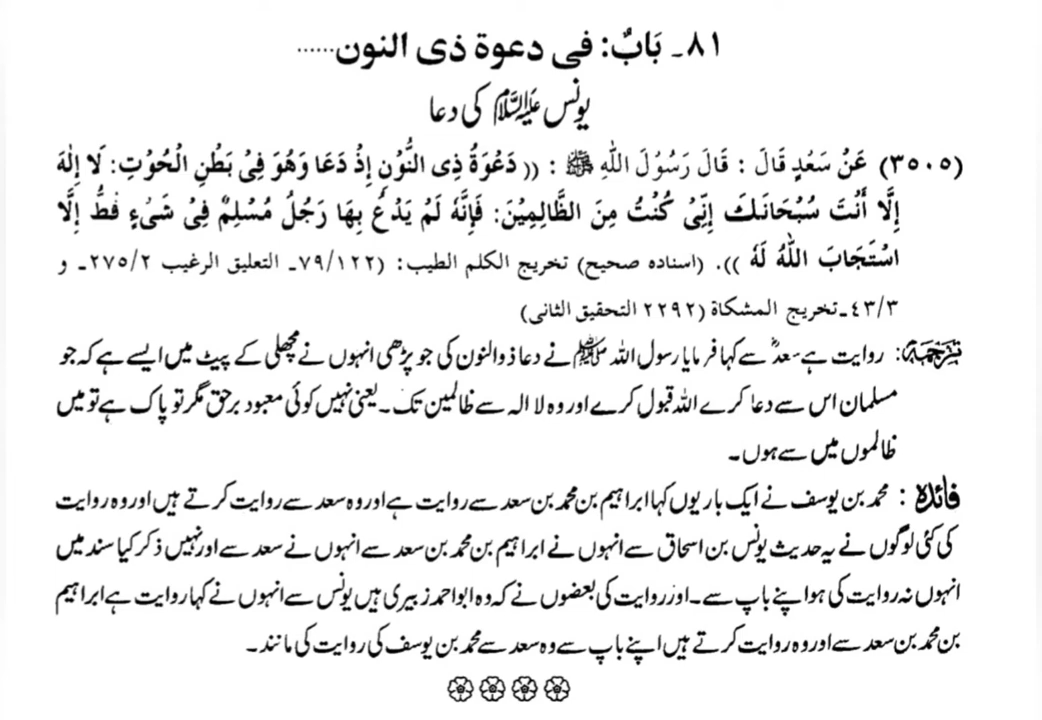 ٨١۔ بَابٌ: فی دعوة ذی النون......
یونس علیہ السلام کی دعا
(٣٥٠٥) عَنْ سَعْدٍ قَالَ : قَالَ رَسُوْلَ اللّٰهِ ﷺ : (( دَعْوَةُ ذِی النُّوْنِ إِذْ دَعَا وَهُوَ فِیْ بَطْنِ الْحُوْتِ: لَا إِلٰهَ
إِلَّا أَنْتَ سُبْحَانَكَ إِنِّیْ كُنْتُ مِنَ الظَّالِمِيْنَ: فَإِنَّهٗ لَمْ يَدْعُ بِهَا رَجُلٌ مُسْلِمٌ فِیْ شَیْءٍ قَطُّ إِلَّا
اسْتَجَابَ اللّٰهُ لَهٗ )). (اسناده صحيح) تخريج الكلم الطيب: (٧٩/١٢٢۔ التعليق الرغيب ٢٧٥/٢۔ و
٤٣/٣۔تخريج المشكاة (٢٢٩٢ التحقيق الثانی)
ترجمہ: روایت ہے سعدؓ سے کہا فرمایا رسول اللہ ﷺ نے دعا ذوالنون کی جو پڑھی انہوں نے مچھلی کے پیٹ میں ایسے ہے کہ جو
مسلمان اس سے دعا کرے اللہ قبول کرے اور وہ لا الہ سے ظالمین تک۔ یعنی نہیں کوئی معبود برحق مگر تو پاک ہے تو میں
ظالموں میں سے ہوں۔
فائدہ : محمد بن یوسف نے ایک بار یوں کہا ابراہیم بن محمد بن سعد سے روایت ہے اور وہ سعد سے روایت کرتے ہیں اور وہ روایت
کی کئی لوگوں نے یہ حدیث یونس بن اسحاق سے انہوں نے ابراہیم بن محمد بن سعد سے انہوں نے سعد سے اور نہیں ذکر کیا سند میں
انہوں نہ روایت کی ہو اپنے باپ سے۔ اور روایت کی بعضوں نے کہ وہ ابو احمد زبیری ہیں یونس سے انہوں نے کہا روایت ہے ابراہیم
بن محمد بن سعد سے اور وہ روایت کرتے ہیں اپنے باپ سے وہ سعد سے محمد بن یوسف کی روایت کی مانند۔